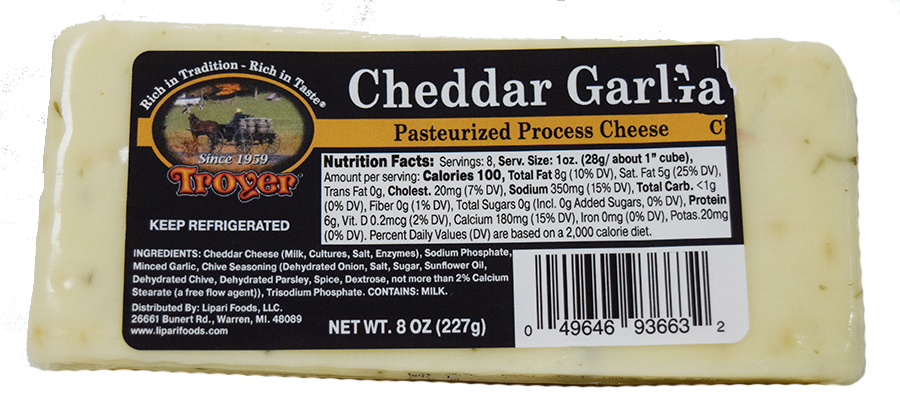 Rich in Tradition - Rich in Taste®
Since 1959
Troyer®
KEEP REFRIGERATED
Cheddar
Pasteurized Process Cheese
Nutrition Facts: Servings: 8, Serv. Size: 1oz. (28g/ about 1" cube),
Amount per serving: Calories 100, Total Fat 8g (10% DV), Sat. Fat 5g (25% DV),
Trans Fat 0g, Cholest. 20mg (7% DV), Sodium 350mg (15% DV), Total Carb. <1g
(0% DV), Fiber 0g (1% DV), Total Sugars 0g (Incl. 0g Added Sugars, 0% DV), Protein
6g, Vit. D 0.2mcg (2% DV), Calcium 180mg (15% DV), Iron 0mg (0% DV), Potas. 20mg
(0% DV). Percent Daily Values (DV) are based on a 2,000 calorie diet.
INGREDIENTS: Cheddar Cheese (Milk, Cultures, Salt, Enzymes), Sodium Phosphate,
Minced Garlic, Chive Seasoning (Dehydrated Onion, Salt, Sugar, Sunflower Oil,
Dehydrated Chive, Dehydrated Parsley, Spice, Dextrose, not more than 2% Calcium
Stearate (a free flow agent)), Trisodium Phosphate. CONTAINS: MILK.
Distributed By: Lipari Foods, LLC.
26661 Bunert Rd., Warren, MI. 48089
www.liparifoods.com
NET WT. 8 OZ (227g)
0 49646 93663 2